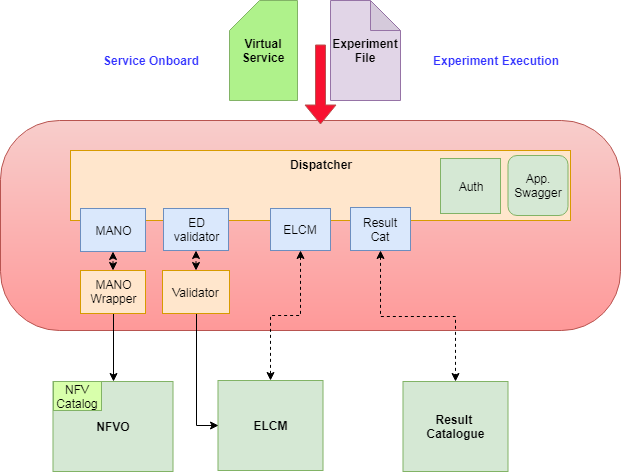 Service Onboard
Virtual
Service
Experiment
File
Experiment Execution
Dispatcher
Auth
App.
Swagger
MANO
ED
validator
ELCM
Result
Cat
MANO
Wrapper
Validator
NFV
Catalog
NFVO
ELCM
Result
Catalogue